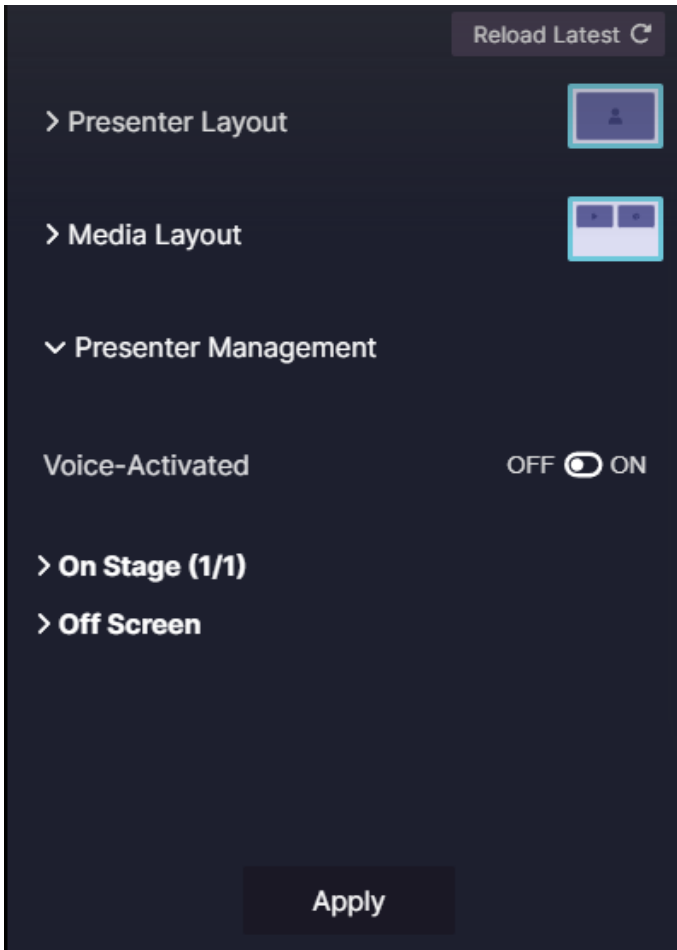 Reload Latest
Presenter Layout
Media Layout
Presenter Management
Voice-Activated OFF ON
On Stage (1/1)
Off Screen
Apply